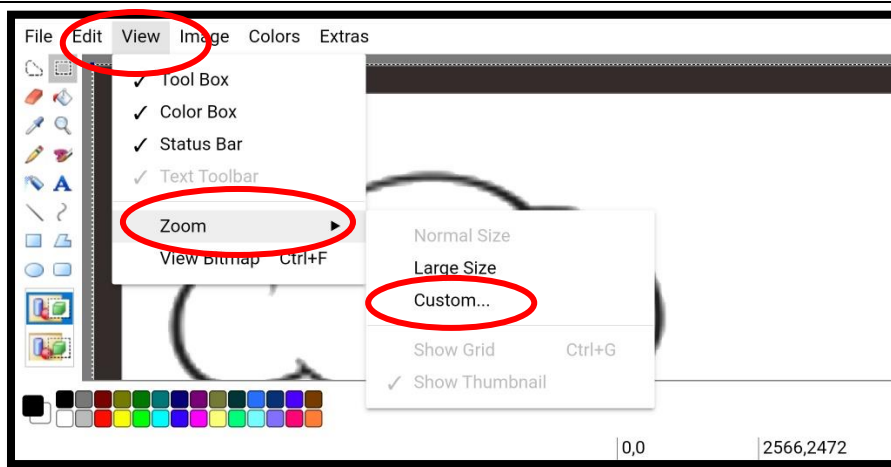 File Edit View Image Colors Extras
✓ Tool Box
✓ Color Box
✓ Status Bar
✓ Text Toolbar
Zoom ▶
View Bitmap Ctrl+F
Normal Size
Large Size
Custom...
Show Grid Ctrl+G
✓ Show Thumbnail
A
0,0 2566,2472